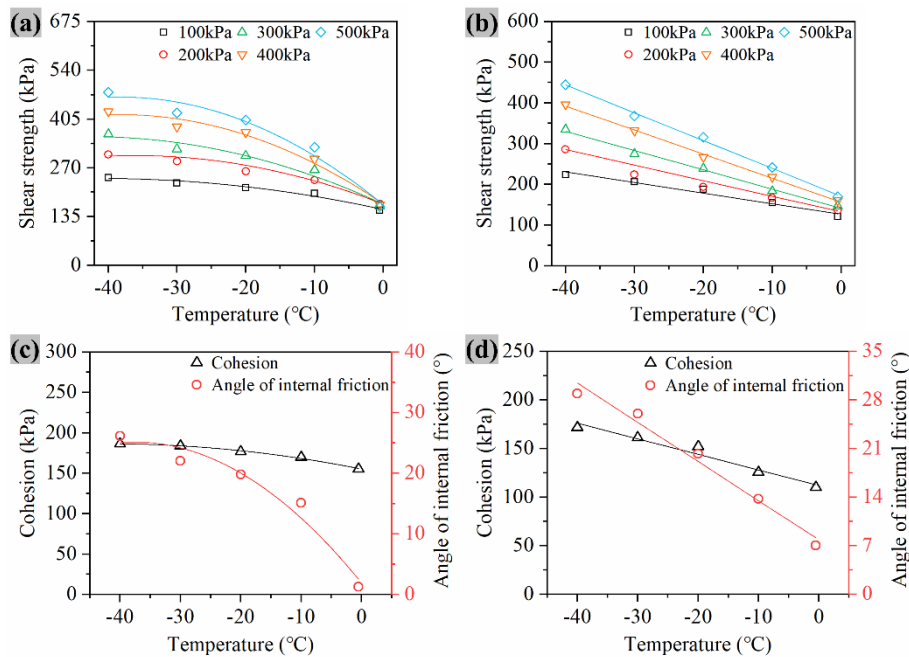 (a)
675
540
405
270
135
0
Shear strength (kPa)
100kPa 300kPa 500kPa
200kPa 400kPa
-40 -30 -20 -10 0
Temperature (℃)
(b)
600
500
400
300
200
100
0
Shear strength (kPa)
100kPa 300kPa 500kPa
200kPa 400kPa
-40 -30 -20 -10 0
Temperature (℃)
(c)
300
250
200
150
100
50
0
Cohesion (kPa)
Cohesion
Angle of internal friction
40
30
20
10
0
Angle of internal friction (°)
-40 -30 -20 -10 0
Temperature (℃)
(d)
250
200
150
100
50
0
Cohesion (kPa)
Cohesion
Angle of internal friction
35
28
21
14
7
0
Angle of internal friction (°)
-40 -30 -20 -10 0
Temperature (℃)